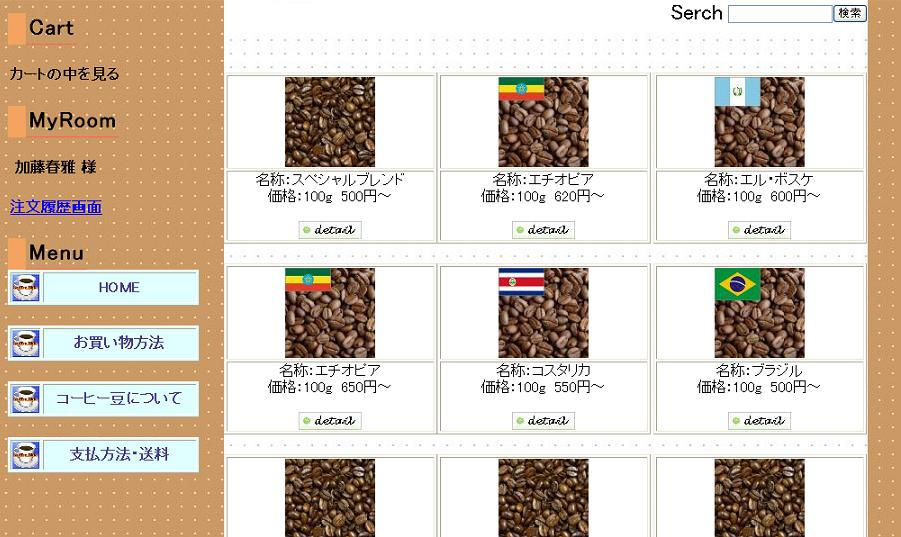 Cart
カートの中を見る
MyRoom
加藤春雅 様
注文履歴画面
Menu
HOME
お買い物方法
コーヒー豆について
支払方法・送料
Serch 検索
名称：スペシャルブレンド
価格：100g 500円～
detail
名称：エチオピア
価格：100g 620円～
detail
名称：エル・ボスケ
価格：100g 600円～
detail
名称：エチオピア
価格：100g 650円～
detail
名称：コスタリカ
価格：100g 550円～
detail
名称：ブラジル
価格：100g 500円～
detail